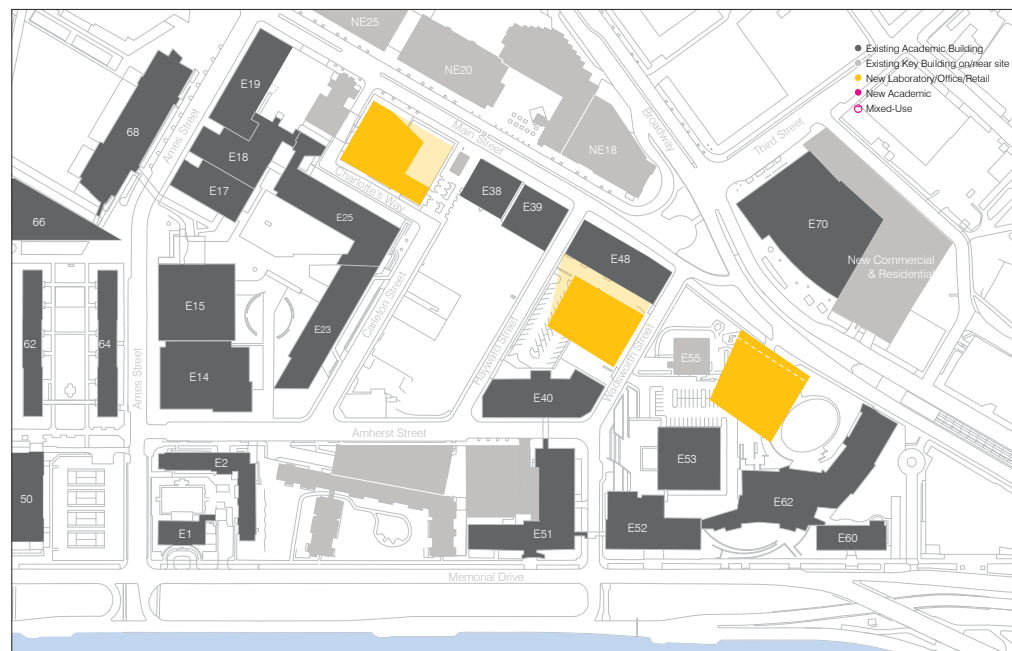 NE25
NE20
Existing Academic Building
Existing Key Building on/near site
New Laboratory/Office/Retail
New Academic
Mixed-Use
E19
68
Ames Street
Main Street
Broadway
Third Street
E18
NE18
E17
Charlotte's Way
E38
E39
E25
66
E70
E48
New Commercial
& Residential
E15
Carleton Street
62
64
E23
Hayward Street
Wadsworth Street
E55
E14
Ames Street
E40
Amherst Street
E53
E2
50
E62
E1
E51
E52
E60
Memorial Drive